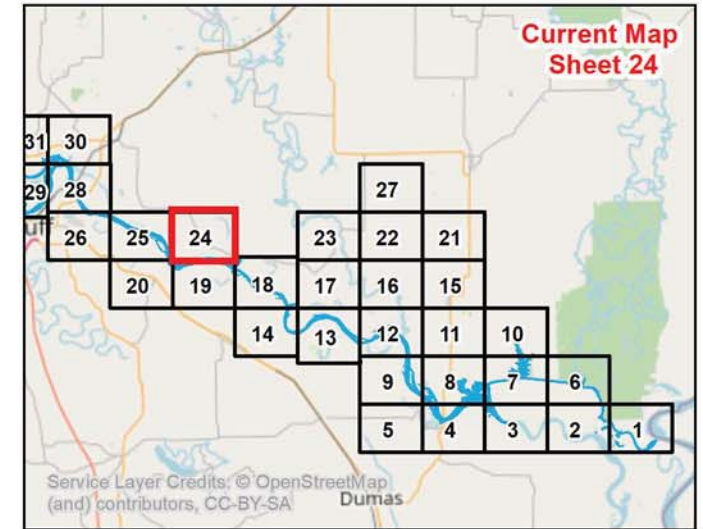 Current Map
Sheet 24
31 30
27
29 28
uff
26 25 24 23 22 21
20 19 18 17 16 15
14 13 12 11 10
9 8 7 6
5 4 3 2 1
Service Layer Credits: © OpenStreetMap
(and) contributors, CC-BY-SA
Dumas